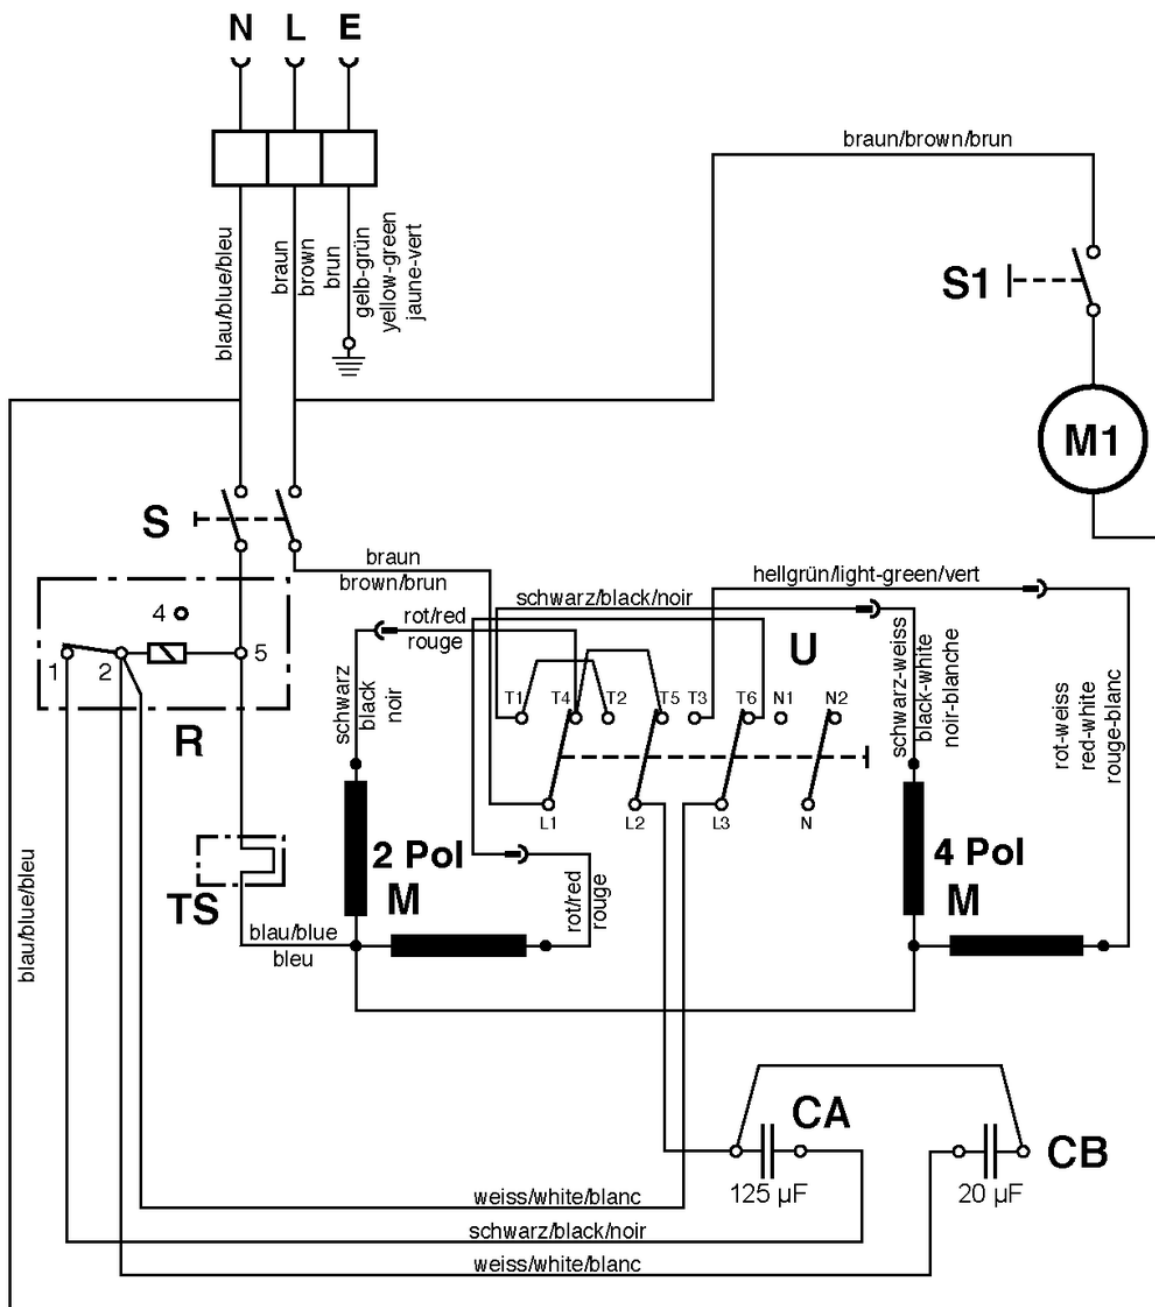 N L E
braun/brown/brun
blau/blue/bleu
braun
brown
brun
gelb-grün
yellow-green
jaune-vert
S1
M1
S
braun
brown/brun
hellgrün/light-green/vert
schwarz/black/noir
rot/red
rouge
4
1 2 5
R
U
schwarz
black
noir
T1 T4 T2 T5 T3 T6 N1 N2
schwarz-weiss
black-white
noir-blanche
rot-weiss
red-white
rouge-blanc
L1 L2 L3 N
2 Pol
M
4 Pol
M
TS
rot/red
rouge
blau/blue
bleu
blau/blue/bleu
CA
125 µF
CB
20 µF
weiss/white/blanc
schwarz/black/noir
weiss/white/blanc